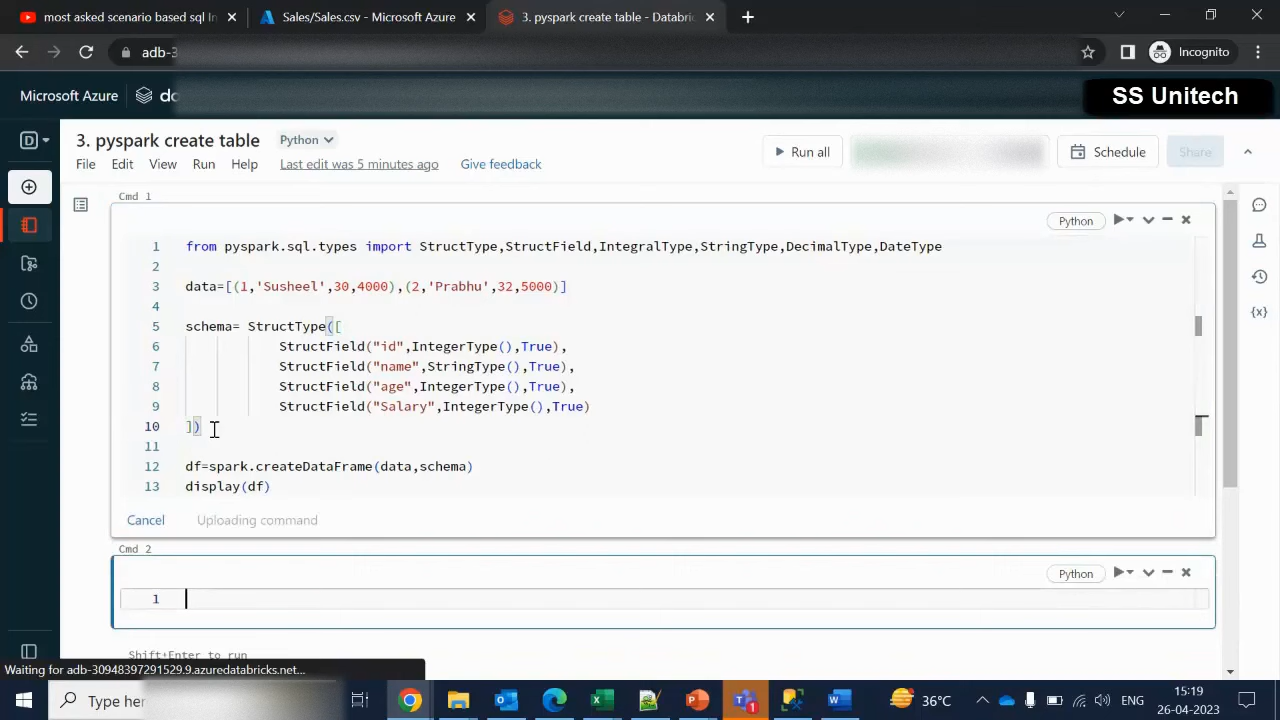 most asked scenario based sql In
Sales/Sales.csv - Microsoft Azure
3. pyspark create table - Databric
adb-3
Incognito
Microsoft Azure
SS Unitech
3. pyspark create table
Python
File Edit View Run Help Last edit was 5 minutes ago Give feedback
Run all
Schedule
Share
Cmd 1
Python
1 from pyspark.sql.types import StructType,StructField,IntegralType,StringType,DecimalType,DateType
2
3 data=[(1,'Susheel',30,4000),(2,'Prabhu',32,5000)]
4
5 schema= StructType([
6 StructField("id",IntegerType(),True),
7 StructField("name",StringType(),True),
8 StructField("age",IntegerType(),True),
9 StructField("Salary",IntegerType(),True)
10 ])
11
12 df=spark.createDataFrame(data,schema)
13 display(df)
Cancel Uploading command
Cmd 2
Python
1
Shift+Enter to run
Waiting for adb-30948397291529.9.azuredatabricks.net...
Type her
36°C
ENG
15:19
26-04-2023